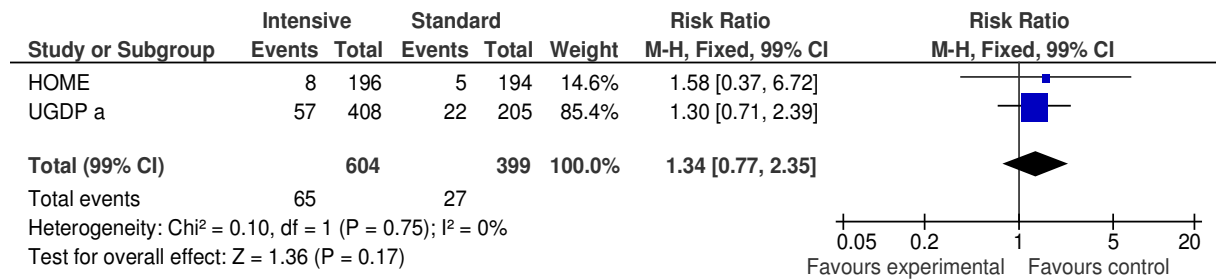 Intensive Standard Risk Ratio Risk Ratio
Study or Subgroup Events Total Events Total Weight M-H, Fixed, 99% CI M-H, Fixed, 99% CI
HOME 8 196 5 194 14.6% 1.58 [0.37, 6.72]
UGDP a 57 408 22 205 85.4% 1.30 [0.71, 2.39]
Total (99% CI) 604 399 100.0% 1.34 [0.77, 2.35]
Total events 65 27
Heterogeneity: Chi² = 0.10, df = 1 (P = 0.75); I² = 0%
Test for overall effect: Z = 1.36 (P = 0.17)
0.05 0.2 1 5 20
Favours experimental Favours control